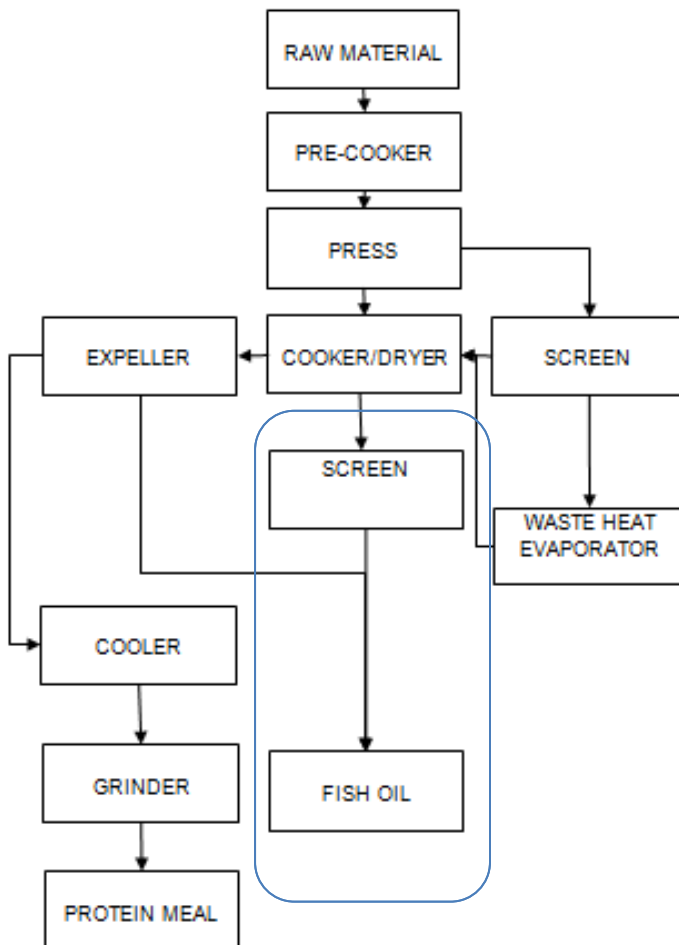 RAW MATERIAL
PRE-COOKER
PRESS
EXPELLER
COOKER/DRYER
SCREEN
SCREEN
WASTE HEAT
EVAPORATOR
COOLER
GRINDER
FISH OIL
PROTEIN MEAL